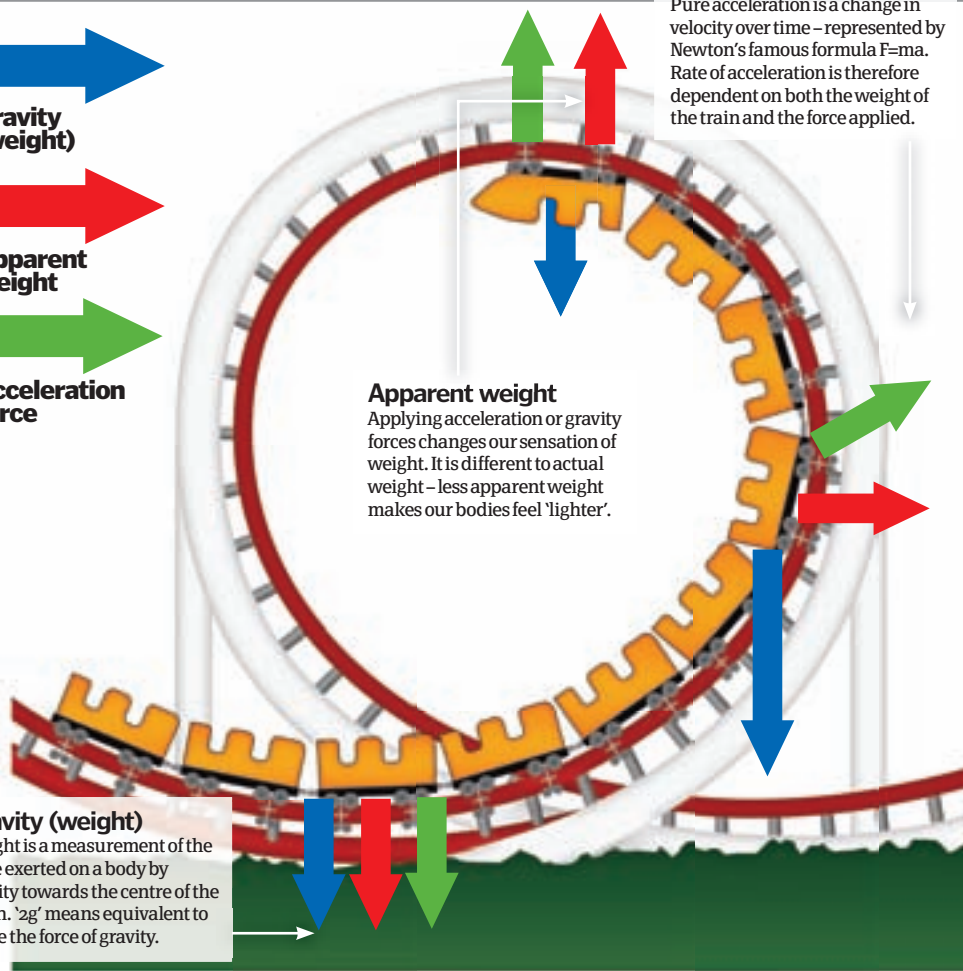 Pure acceleration is a change in
velocity over time – represented by
Newton's famous formula F=ma.
Rate of acceleration is therefore
dependent on both the weight of
the train and the force applied.
ravity
weight)
pparent
eight
cceleration
rce
Apparent weight
Applying acceleration or gravity
forces changes our sensation of
weight. It is different to actual
weight – less apparent weight
makes our bodies feel 'lighter'.
vity (weight)
ght is a measurement of the
e exerted on a body by
ity towards the centre of the
h. '2g' means equivalent to
e the force of gravity.